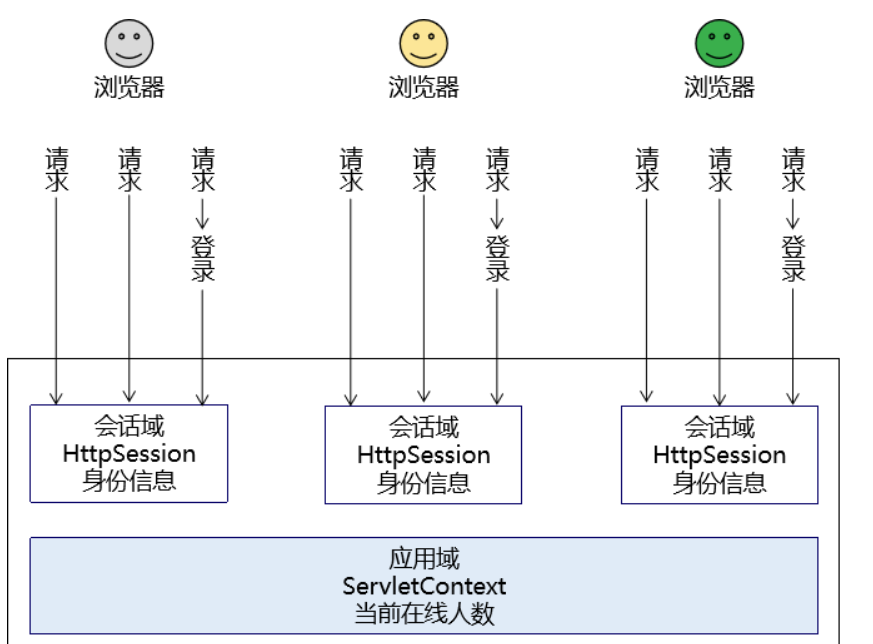 浏览器
浏览器
浏览器
请求
请求
请求
请求
请求
请求
请求
请求
请求
登录
登录
登录
会话域
HttpSession
身份信息
会话域
HttpSession
身份信息
会话域
HttpSession
身份信息
应用域
ServletContext
当前在线人数